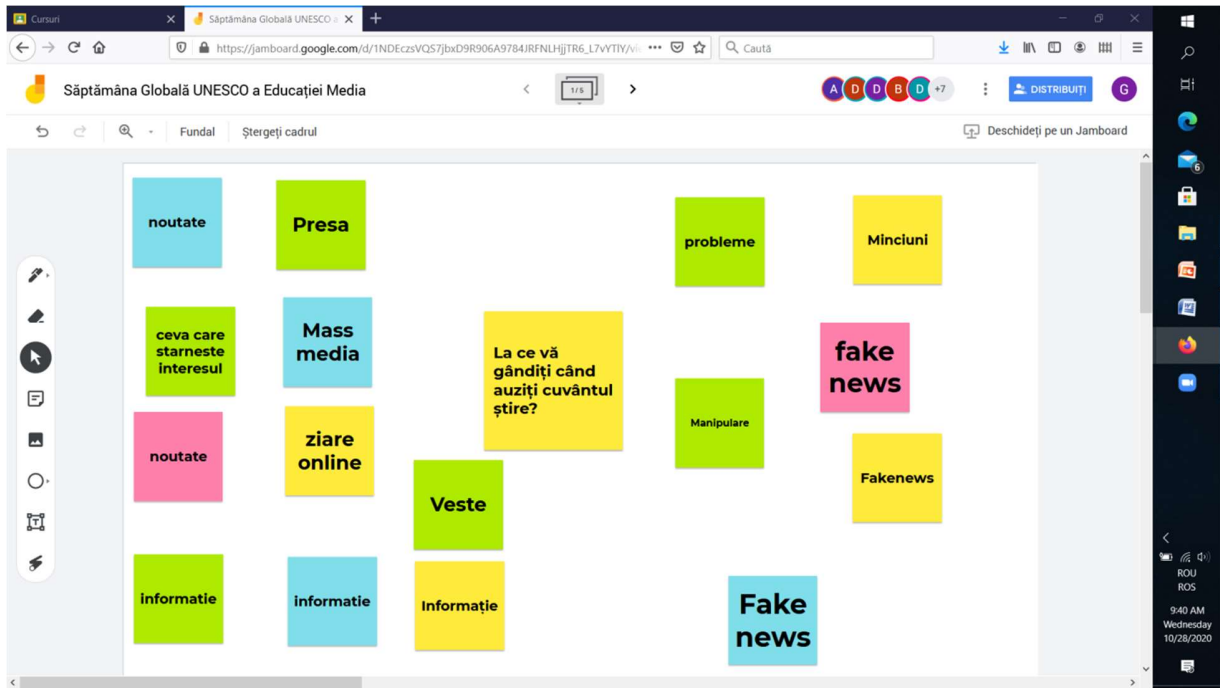 Cursuri
Săptămâna Globală UNESCO a
https://jamboard.google.com/d/1NDEczsVQS7jbxD9R906A9784JRFNLHjjTR6_L7vYTlY/vi
Caută
Săptămâna Globală UNESCO a Educației Media
1/5
A D D B D +7
DISTRIBUIȚI
G
Fundal
Ștergeți cadrul
Deschideți pe un Jamboard
noutate
Presa
probleme
Minciuni
ceva care
starneste
interesul
Mass
media
La ce vă
gândiți când
auziți cuvântul
știre?
fake
news
Manipulare
noutate
ziare
online
Veste
Fakenews
informatie
informatie
Informație
Fake
news
6
ROU
ROS
9:40 AM
Wednesday
10/28/2020